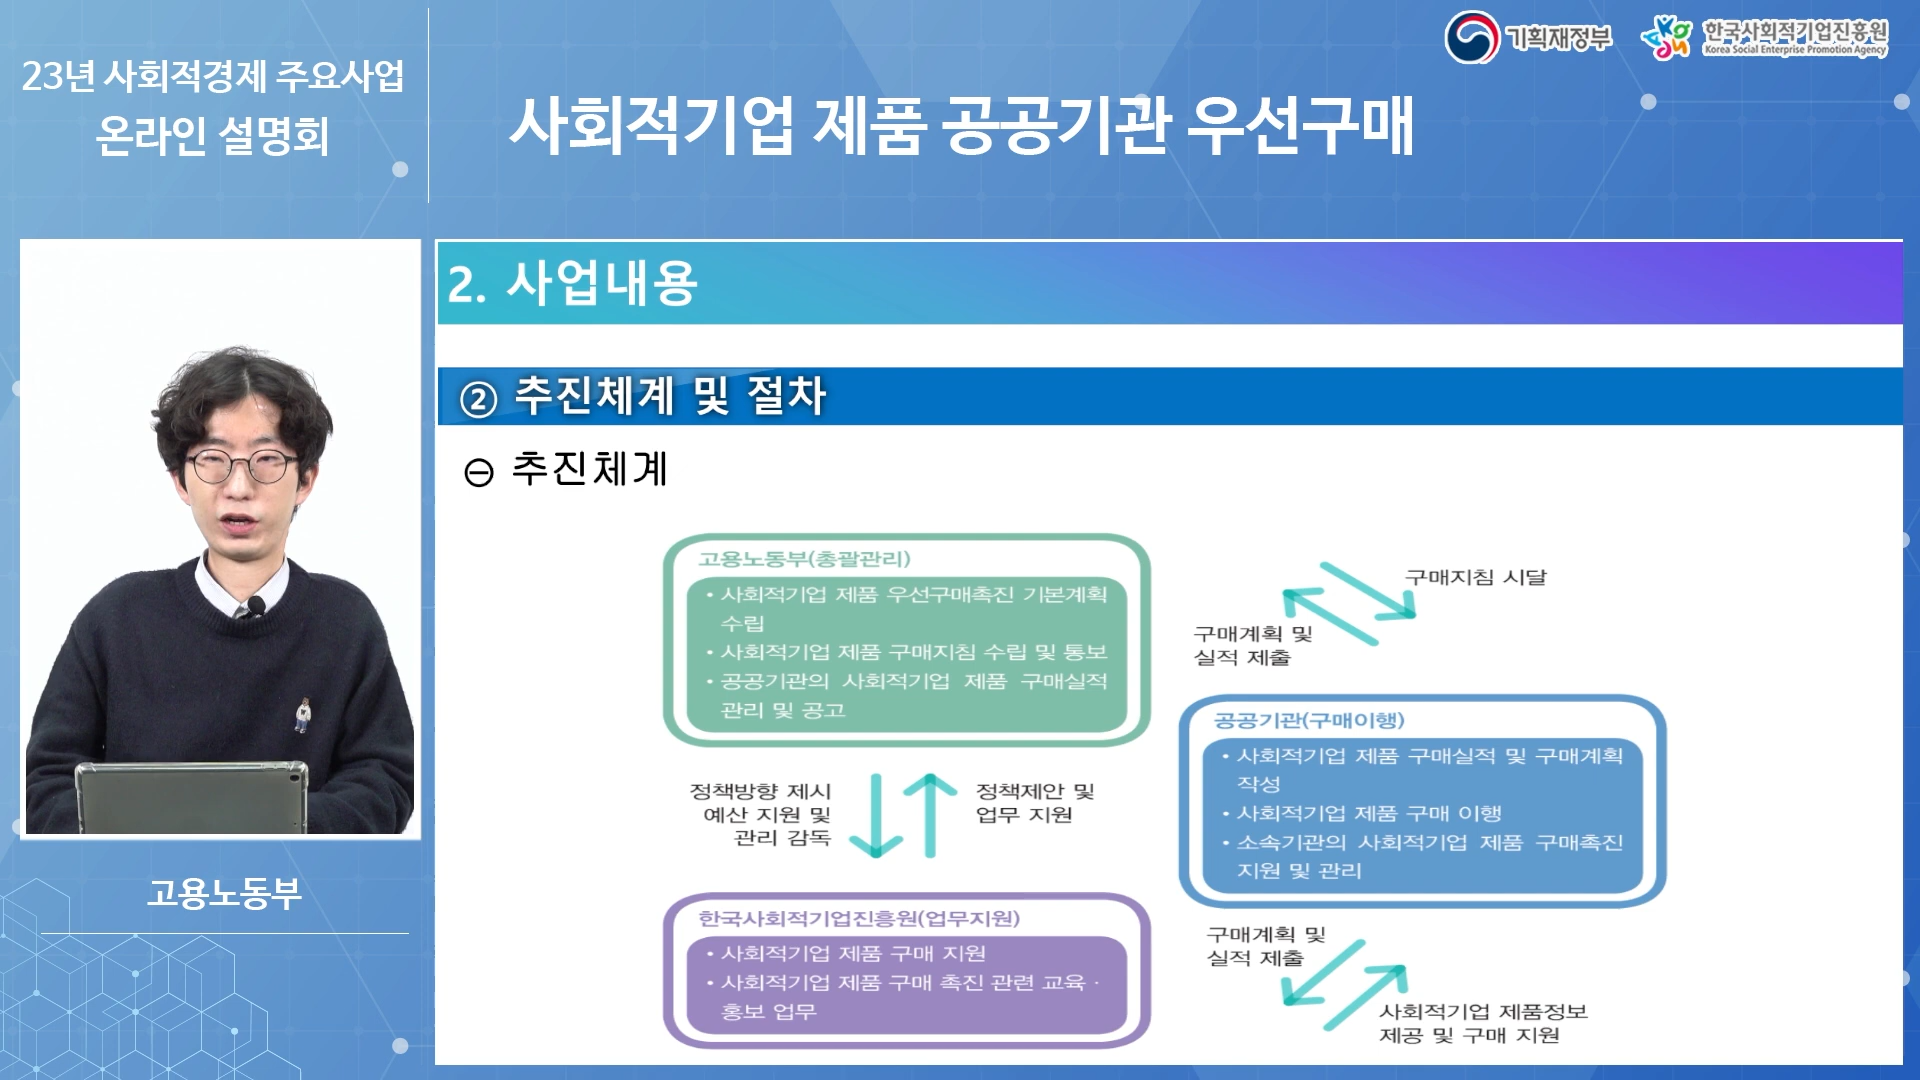 23년 사회적경제 주요사업
온라인 설명회
사회적기업 제품 공공기관 우선구매
기획재정부
한국사회적기업진흥원
Korea Social Enterprise Promotion Agency
2. 사업내용
② 추진체계 및 절차
⊖ 추진체계
고용노동부(총괄관리)
• 사회적기업 제품 우선구매촉진 기본계획
수립
• 사회적기업 제품 구매지침 수립 및 통보
• 공공기관의 사회적기업 제품 구매실적
관리 및 공고
구매지침 시달
구매계획 및
실적 제출
공공기관(구매이행)
• 사회적기업 제품 구매실적 및 구매계획
작성
• 사회적기업 제품 구매 이행
• 소속기관의 사회적기업 제품 구매촉진
지원 및 관리
정책방향 제시
예산 지원 및
관리 감독
정책제안 및
업무 지원
한국사회적기업진흥원(업무지원)
• 사회적기업 제품 구매 지원
• 사회적기업 제품 구매 촉진 관련 교육 ·
홍보 업무
구매계획 및
실적 제출
사회적기업 제품정보
제공 및 구매 지원
고용노동부